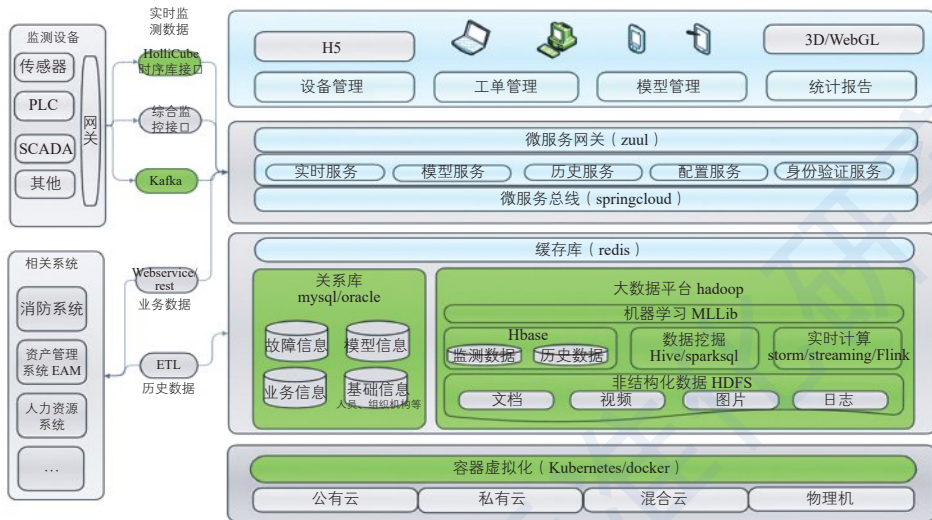 监测设备
传感器
PLC
SCADA
其他
网
关
实时监
测数据
HolliCube
时序库接口
综合监
控接口
Kafka
相关系统
消防系统
资产管理
系统 EAM
人力资源
系统
…
Webservice/
rest
业务数据
ETL
历史数据
H5
3D/WebGL
设备管理
工单管理
模型管理
统计报告
微服务网关（zuul）
实时服务
模型服务
历史服务
配置服务
身份验证服务
微服务总线（springcloud）
缓存库（redis）
关系库
mysql/oracle
故障信息
模型信息
业务信息
基础信息
人员、组织机构等
大数据平台 hadoop
机器学习 MLLib
Hbase
监测数据
历史数据
数据挖掘
Hive/sparksql
实时计算
storm/streaming/Flink
非结构化数据 HDFS
文档
视频
图片
日志
容器虚拟化（Kubernetes/docker）
公有云
私有云
混合云
物理机